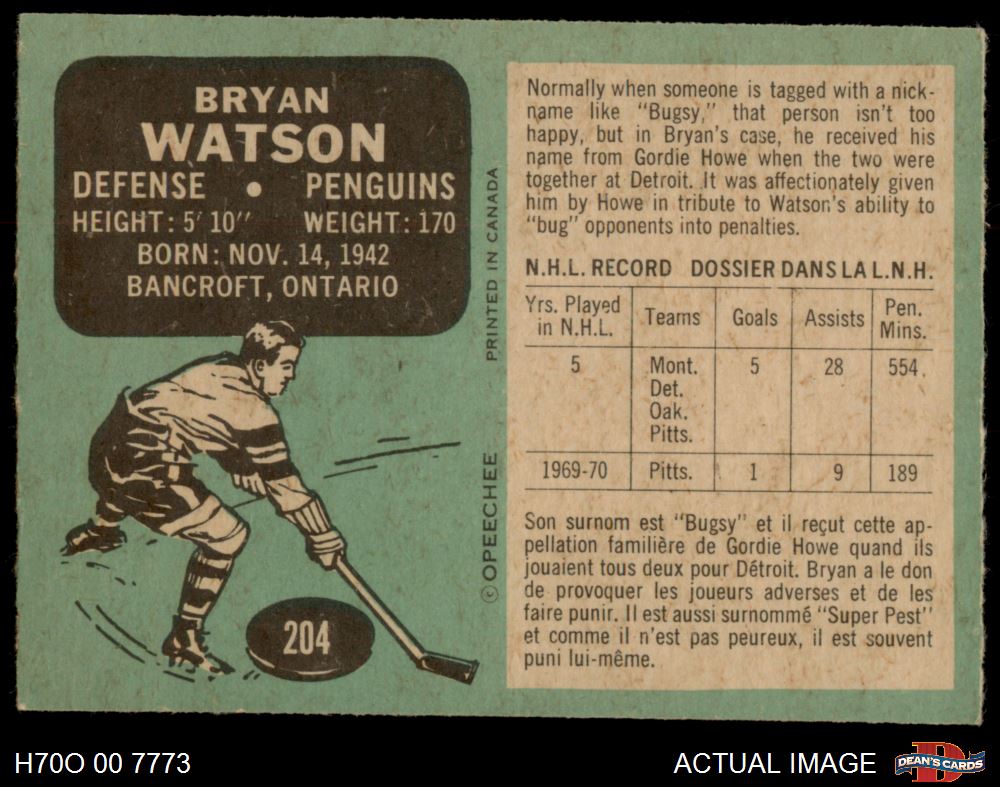 BRYAN
WATSON
DEFENSE • PENGUINS
HEIGHT: 5' 10'' WEIGHT: 170
BORN: NOV. 14, 1942
BANCROFT, ONTARIO
204
© OPEECHEE PRINTED IN CANADA
Normally when someone is tagged with a nick-
name like "Bugsy," that person isn't too
happy, but in Bryan's case, he received his
name from Gordie Howe when the two were
together at Detroit. It was affectionately given
him by Howe in tribute to Watson's ability to
"bug" opponents into penalties.
N.H.L. RECORD DOSSIER DANS LA L.N.H.
Yrs. Played in N.H.L. Teams Goals Assists Pen. Mins.
5 Mont. 5 28 554
Det.
Oak.
Pitts.
1969-70 Pitts. 1 9 189
Son surnom est "Bugsy" et il reçut cette ap-
pellation familière de Gordie Howe quand ils
jouaient tous deux pour Détroit. Bryan a le don
de provoquer les joueurs adverses et de les
faire punir. Il est aussi surnommé "Super Pest"
et comme il n'est pas peureux, il est souvent
puni lui-même.
H70O 00 7773
ACTUAL IMAGE
D
DEAN'S CARDS